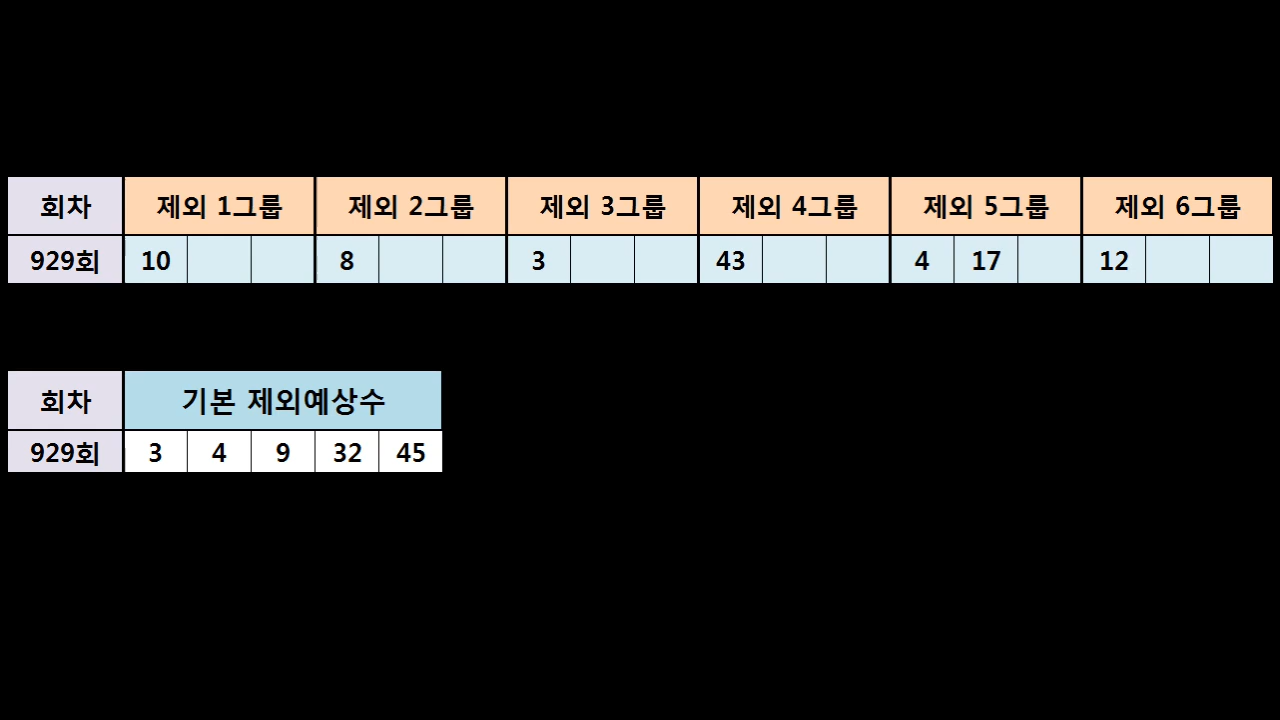 회차 제외 1그룹 제외 2그룹 제외 3그룹 제외 4그룹 제외 5그룹 제외 6그룹
929회 10 8 3 43 4 17 12
회차 기본 제외예상수
929회 3 4 9 32 45